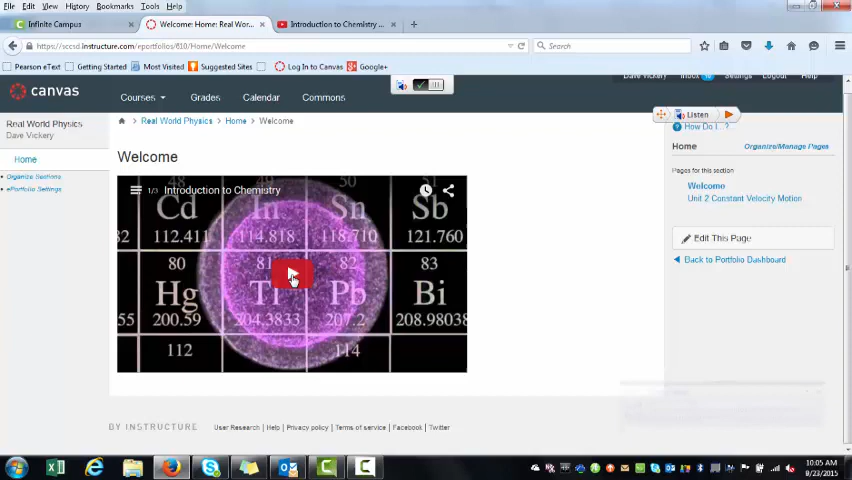 File Edit View History Bookmarks Tools Help
Infinite Campus × Welcome: Home: Real Wor... × Introduction to Chemistry ... × +
https://sccsd.instructure.com/eportfolios/610/Home/Welcome Search
Pearson eText Getting Started Most Visited Suggested Sites Log In to Canvas Google+
canvas Courses Grades Calendar Commons Dave Vickery Inbox Settings Logout Help
Listen
How Do I...?
Real World Physics
Dave Vickery
Real World Physics Home Welcome
Home Organize/Manage Pages
Home
Organize Sections
ePortfolio Settings
Welcome
Pages for this section
Welcome
Unit 2 Constant Velocity Motion
Edit This Page
Back to Portfolio Dashboard
1/3 Introduction to Chemistry
48 49 50 51
Cd In Sn Sb
112.411 114.818 118.710 121.760
80 81 82 83
Hg Tl Pb Bi
200.59 204.3833 207.2 208.98038
112 114
BY INSTRUCTURE User Research Help Privacy policy Terms of service Facebook Twitter
10:05 AM
8/23/2015